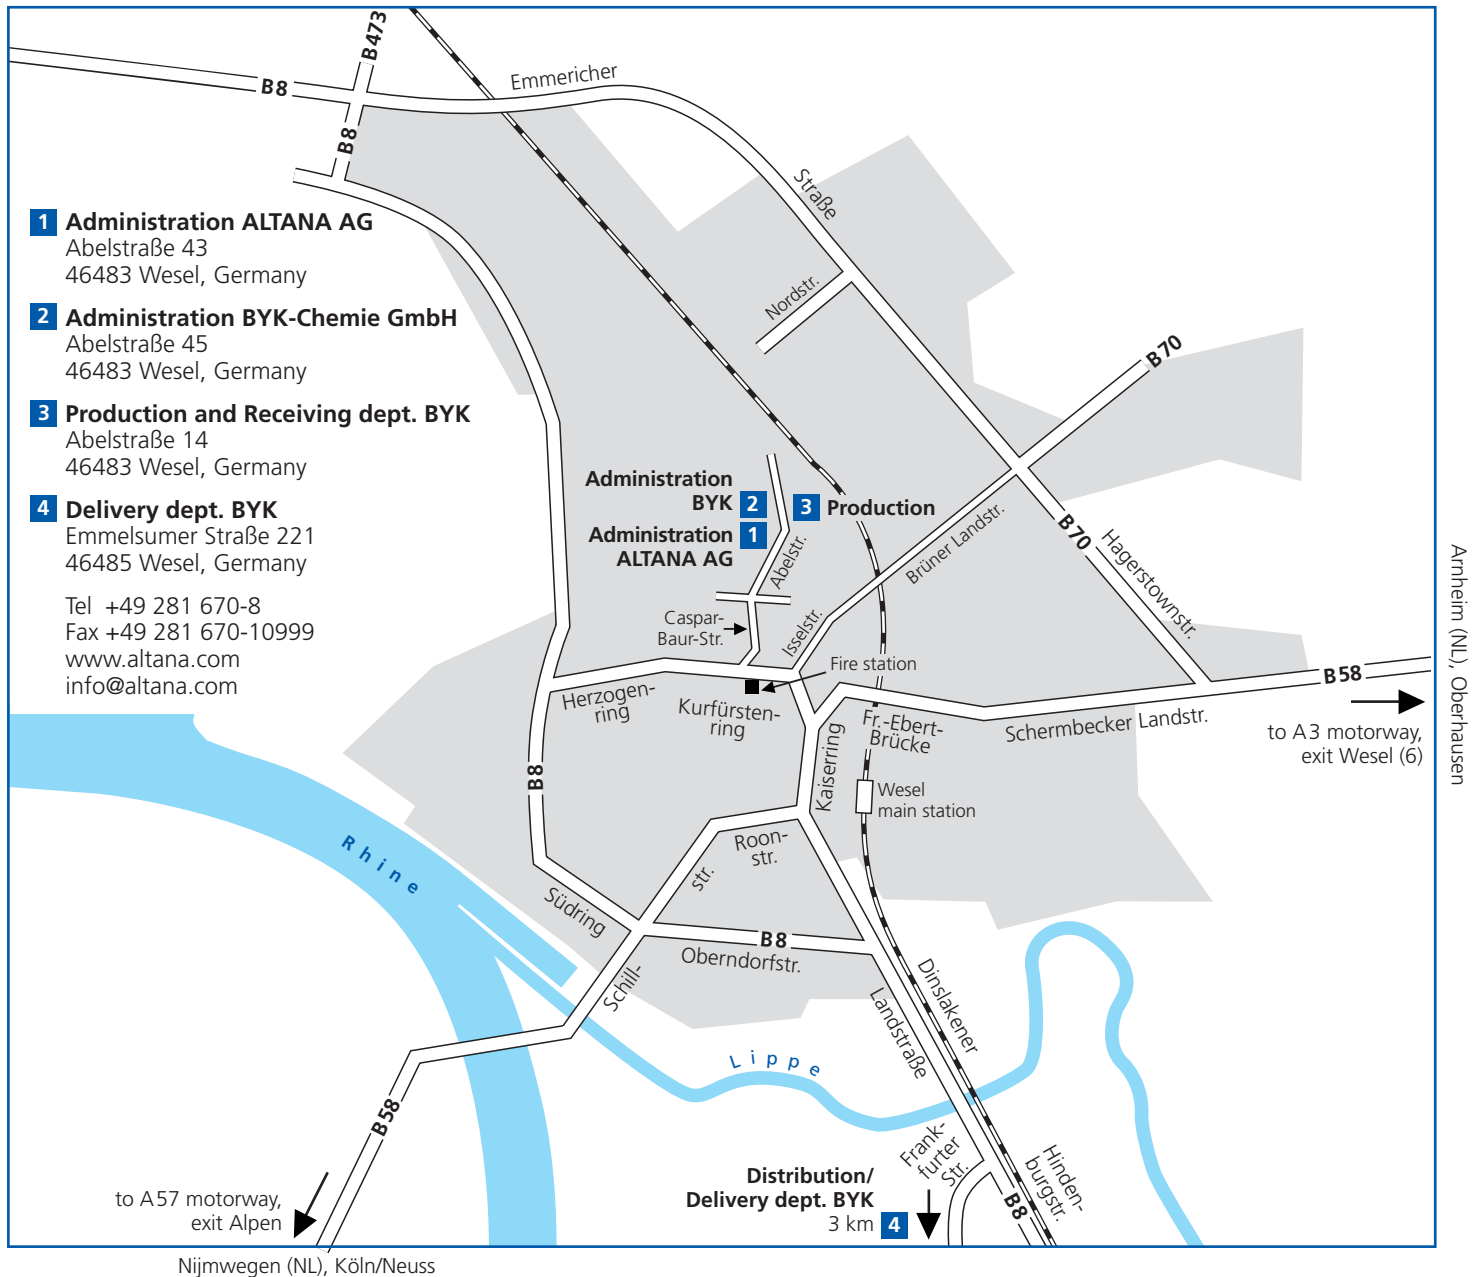 B473
B8
Emmericher
B8
Straße
1 Administration ALTANA AG
Abelstraße 43
46483 Wesel, Germany
2 Administration BYK-Chemie GmbH
Abelstraße 45
46483 Wesel, Germany
3 Production and Receiving dept. BYK
Abelstraße 14
46483 Wesel, Germany
4 Delivery dept. BYK
Emmelsumer Straße 221
46485 Wesel, Germany
Tel +49 281 670-8
Fax +49 281 670-10999
www.altana.com
info@altana.com
Nordstr.
B70
Administration
BYK 2
3 Production
Administration
ALTANA AG
1
Abelstr.
Brüner Landstr.
B70
Hagerstownstr.
Caspar-
Baur-Str.
Isselstr.
Fire station
Herzogen-
ring
Kurfürsten-
ring
Fr.-Ebert-
Brücke
Schermbecker Landstr.
B58
to A3 motorway,
exit Wesel (6)
Arnheim (NL), Oberhausen
B8
Kaiserring
Wesel
main station
Roon-
str.
Rhine
Südring
Schill-
str.
B8
Oberndorfstr.
Dinslakener
Landstraße
Lippe
B58
Frank-
furter
Str.
Hinden-
burgstr.
B8
Distribution/
Delivery dept. BYK
3 km 4
to A57 motorway,
exit Alpen
Nijmwegen (NL), Köln/Neuss